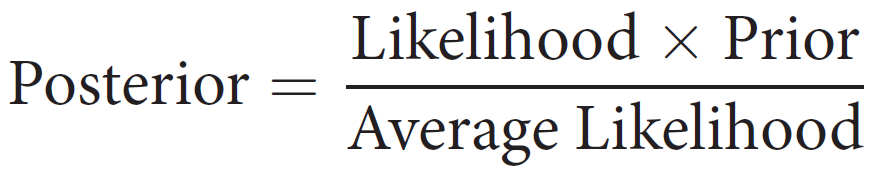 Posterior = Likelihood × Prior
Average Likelihood